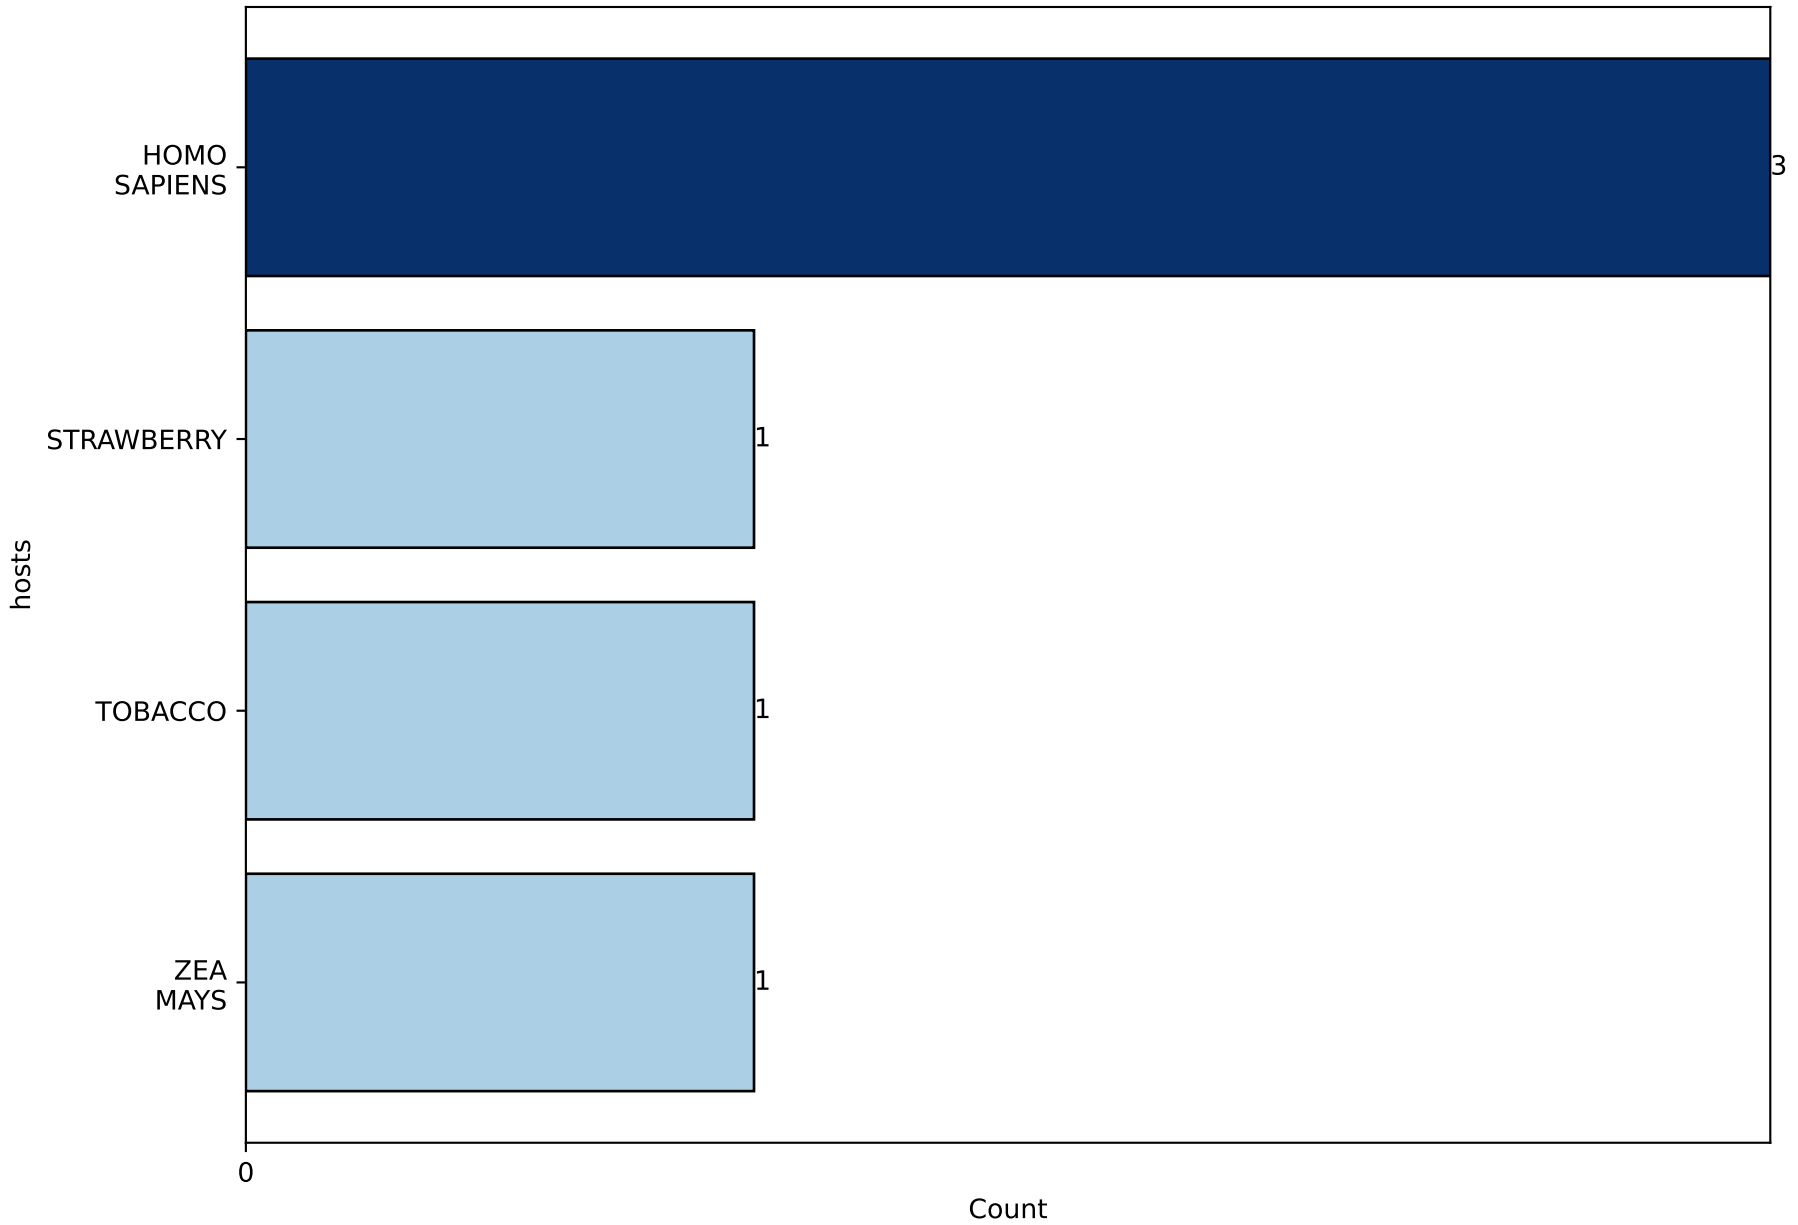 HOMO
SAPIENS
3
STRAWBERRY
1
hosts
TOBACCO
1
ZEA
MAYS
1
0
Count